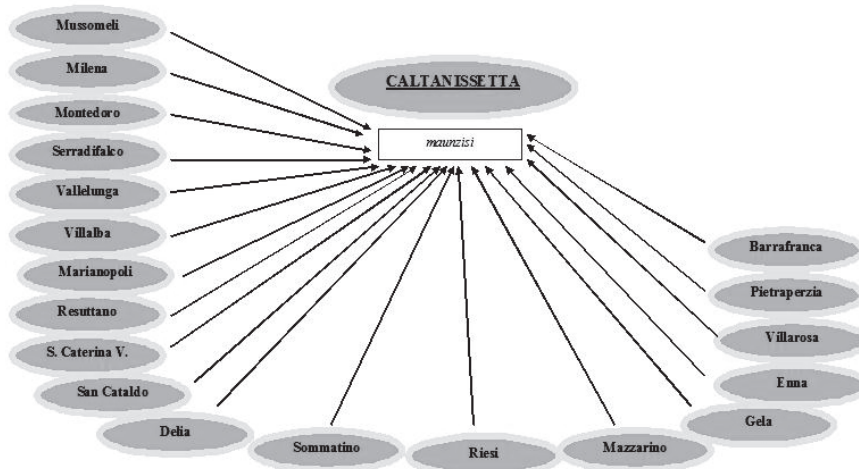 Mussomeli
Milena
CALTANISSETTA
Montedoro
maunzisi
Serradifalco
Vallelunga
Villalba
Marianopoli
Resuttano
S. Caterina V.
San Cataldo
Delia
Sommatino
Riesi
Mazzarino
Gela
Enna
Villarosa
Pietraperzia
Barrafranca